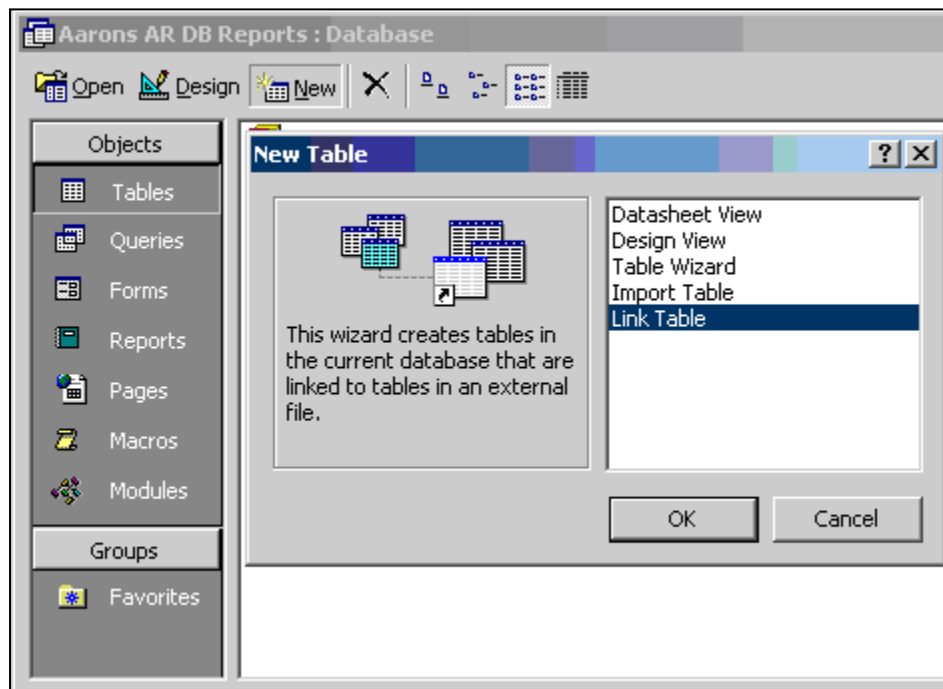 Aarons AR DB Reports : Database
Open Design New
Objects
Tables
Queries
Forms
Reports
Pages
Macros
Modules
Groups
Favorites
New Table
This wizard creates tables in
the current database that are
linked to tables in an external
file.
Datasheet View
Design View
Table Wizard
Import Table
Link Table
OK Cancel